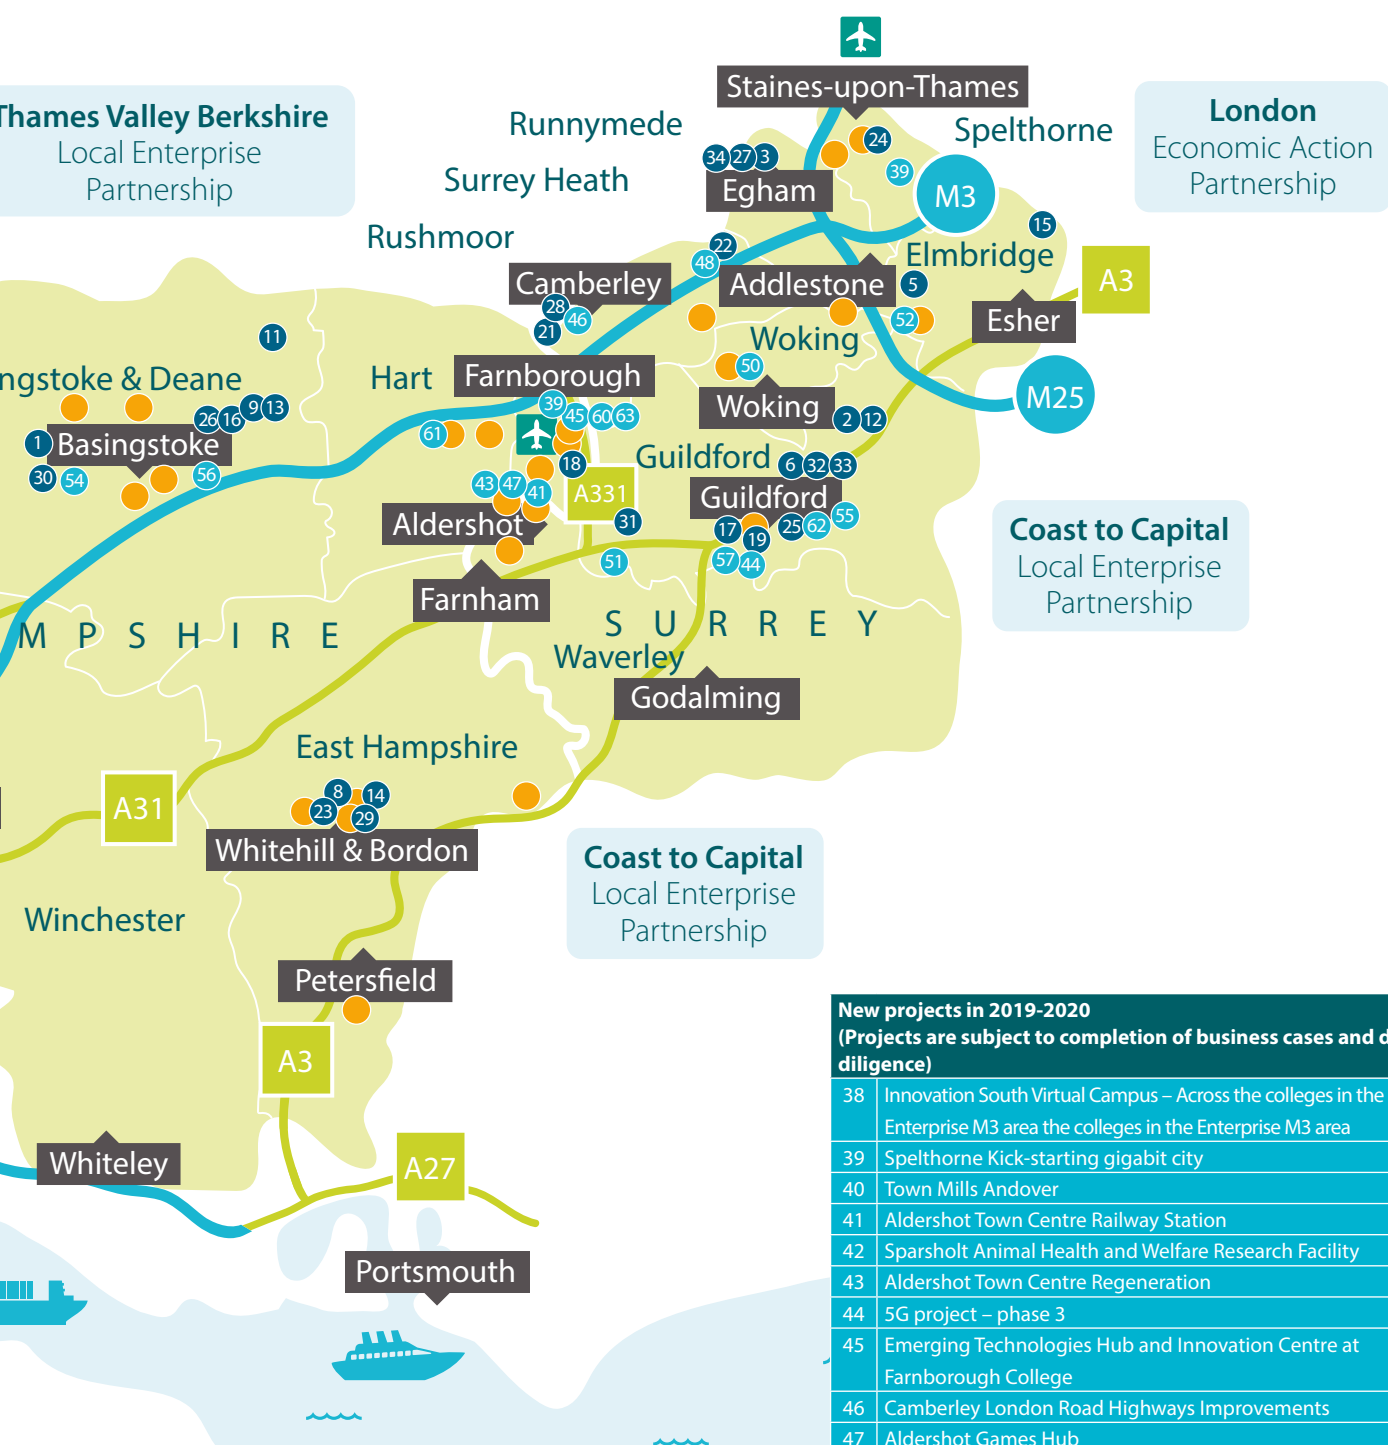 Staines-upon-Thames
Thames Valley Berkshire
Local Enterprise
Partnership
London
Economic Action
Partnership
Runnymede
Spelthorne
24
34 27 3
39
Surrey Heath
Egham
M3
15
Rushmoor
22
48
Elmbridge
Camberley
Addlestone
5
A3
28
46
21
52
Esher
11
Woking
50
ngstoke & Deane
Hart
Farnborough
M25
26 16 9 13
39
45 60 63
Woking
2 12
1
Basingstoke
61
Guildford
6 32 33
18
30 54
56
43 47 41
A331
Guildford
Aldershot
31
17
19
25 62 55
Coast to Capital
Local Enterprise
Partnership
51
57 44
Farnham
M P S H I R E
S U R R E Y
Waverley
Godalming
East Hampshire
8
14
23
29
A31
Whitehill & Bordon
Coast to Capital
Local Enterprise
Partnership
Winchester
Petersfield
A3
Whiteley
A27
Portsmouth
New projects in 2019-2020
(Projects are subject to completion of business cases and d
diligence)
38 Innovation South Virtual Campus – Across the colleges in the
Enterprise M3 area the colleges in the Enterprise M3 area
39 Spelthorne Kick-starting gigabit city
40 Town Mills Andover
41 Aldershot Town Centre Railway Station
42 Sparsholt Animal Health and Welfare Research Facility
43 Aldershot Town Centre Regeneration
44 5G project – phase 3
45 Emerging Technologies Hub and Innovation Centre at
Farnborough College
46 Camberley London Road Highways Improvements
47 Aldershot Games Hub